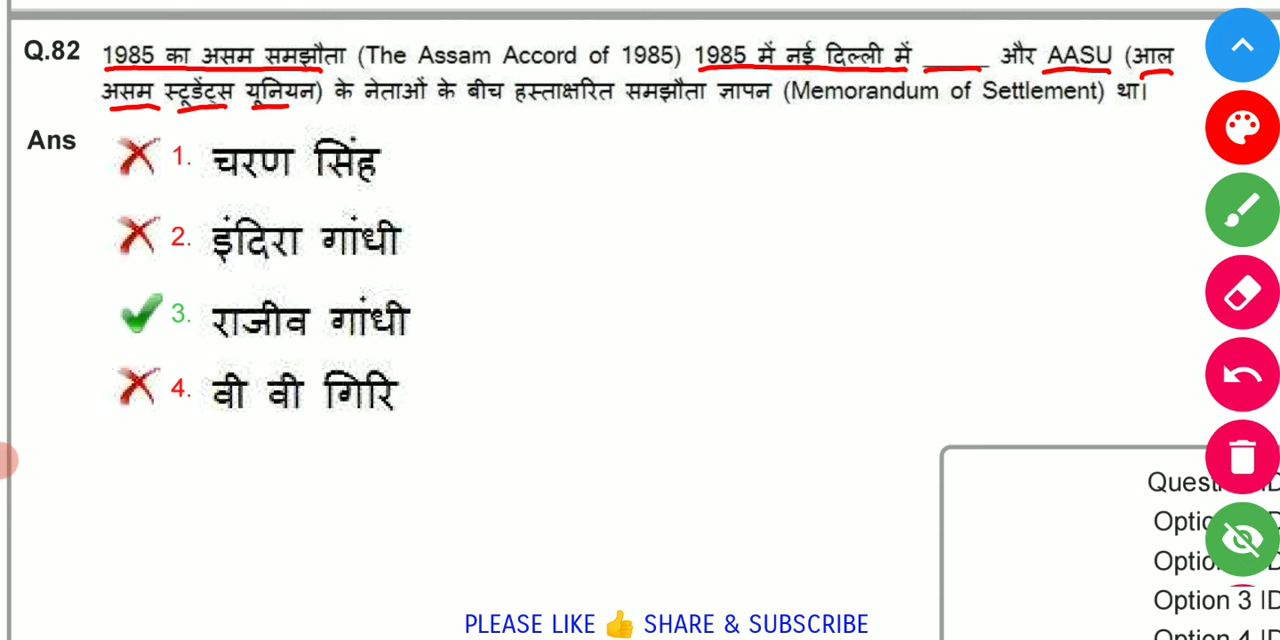 Q.82 1985 का असम समझौता (The Assam Accord of 1985) 1985 में नई दिल्ली में _____ और AASU (आल
असम स्टूडेंट्स यूनियन) के नेताओं के बीच हस्ताक्षरित समझौता ज्ञापन (Memorandum of Settlement) था।
Ans
1. चरण सिंह
2. इंदिरा गांधी
3. राजीव गांधी
4. वी वी गिरि
Option 3 ID
PLEASE LIKE 👍 SHARE & SUBSCRIBE